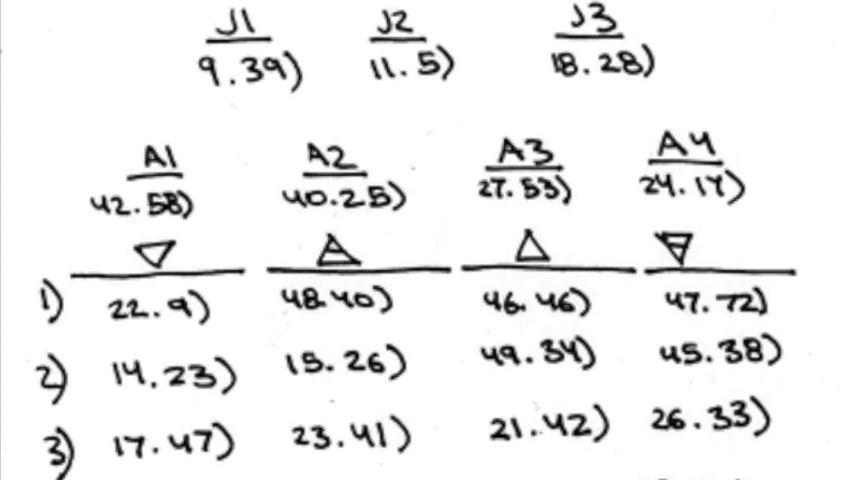 J1 J2 J3
9.39) 11.5) 18.28)
A1 A2 A3 A4
42.58) 40.25) 27.53) 24.17)
1) 22.9) 48.40) 46.46) 47.72)
2) 14.23) 15.26) 49.34) 45.38)
3) 17.47) 23.41) 21.42) 26.33)